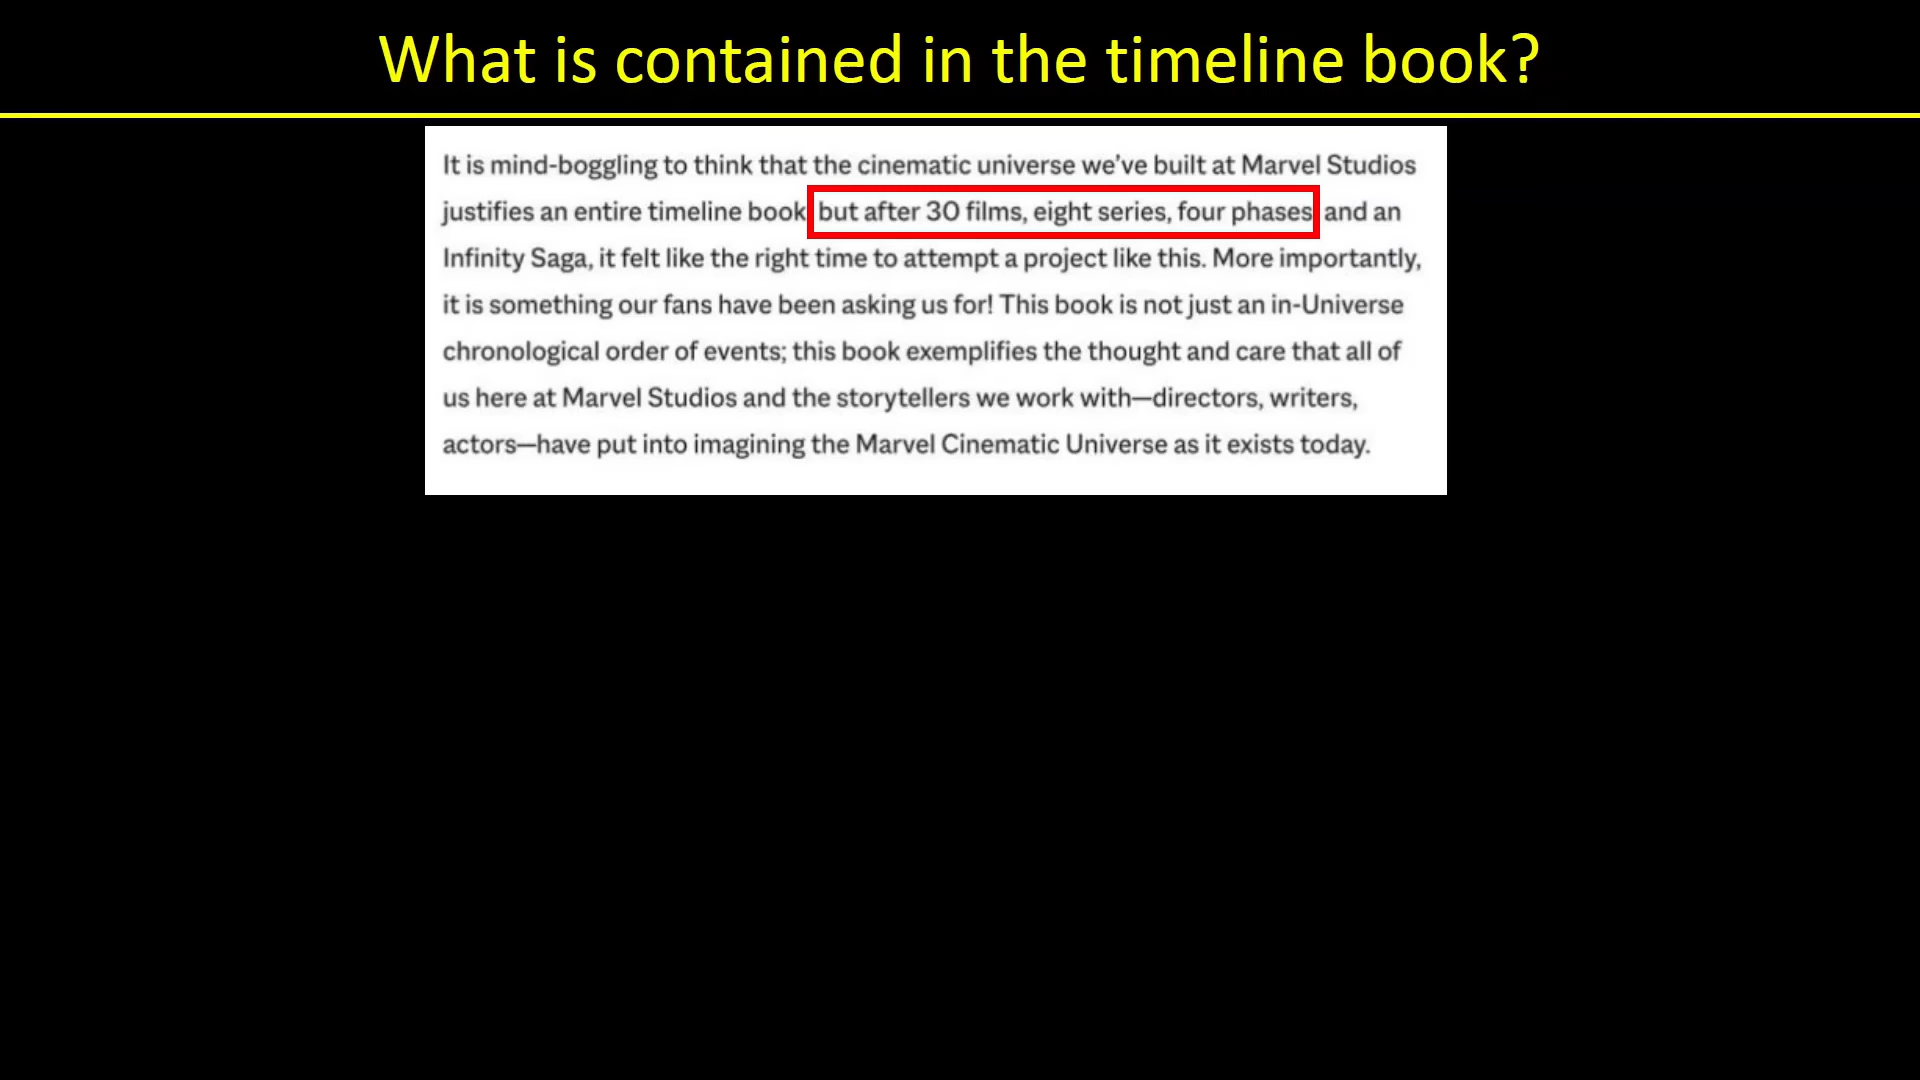 What is contained in the timeline book?
It is mind-boggling to think that the cinematic universe we've built at Marvel Studios
justifies an entire timeline book but after 30 films, eight series, four phases and an
Infinity Saga, it felt like the right time to attempt a project like this. More importantly,
it is something our fans have been asking us for! This book is not just an in-Universe
chronological order of events; this book exemplifies the thought and care that all of
us here at Marvel Studios and the storytellers we work with—directors, writers,
actors—have put into imagining the Marvel Cinematic Universe as it exists today.